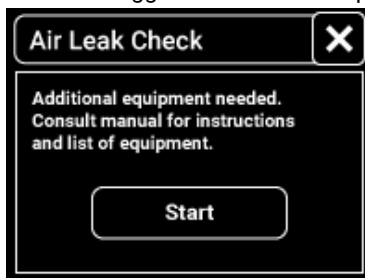 Air Leak Check
Additional equipment needed.
Consult manual for instructions
and list of equipment.
Start